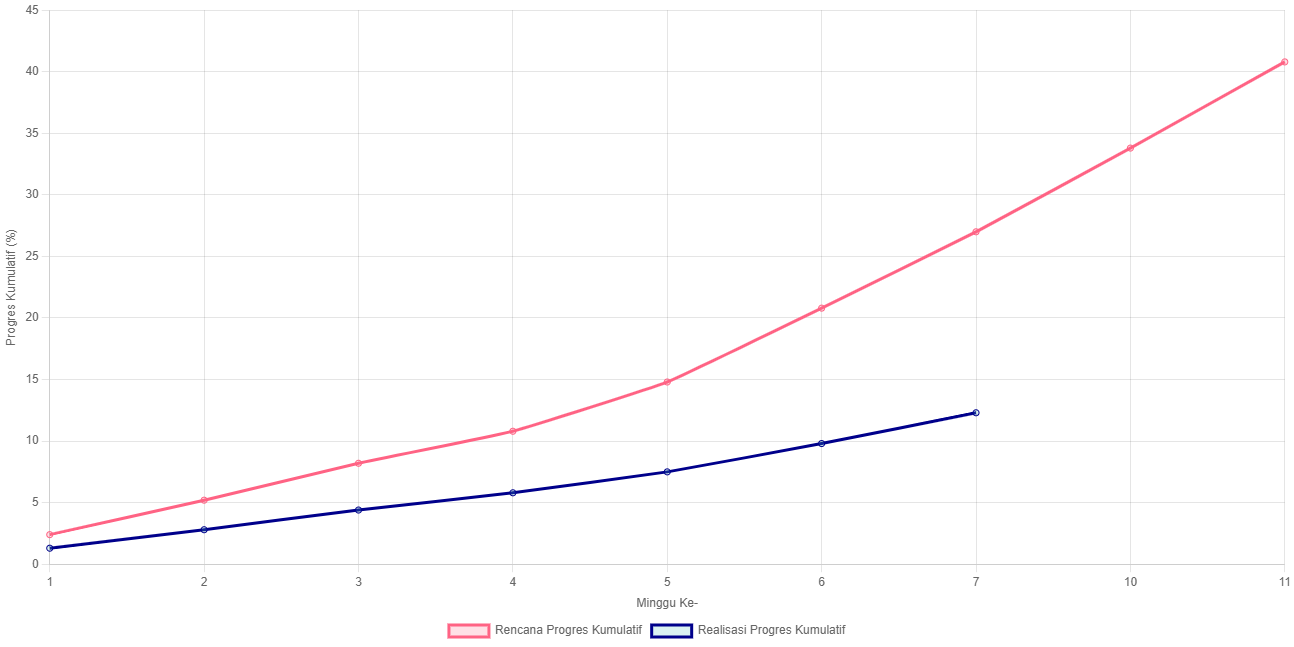 45
40
35
30
25
20
15
10
5
0
Progres Kumulatif (%)
1 2 3 4 5 6 7 10 11
Minggu Ke-
Rencana Progres Kumulatif Realisasi Progres Kumulatif